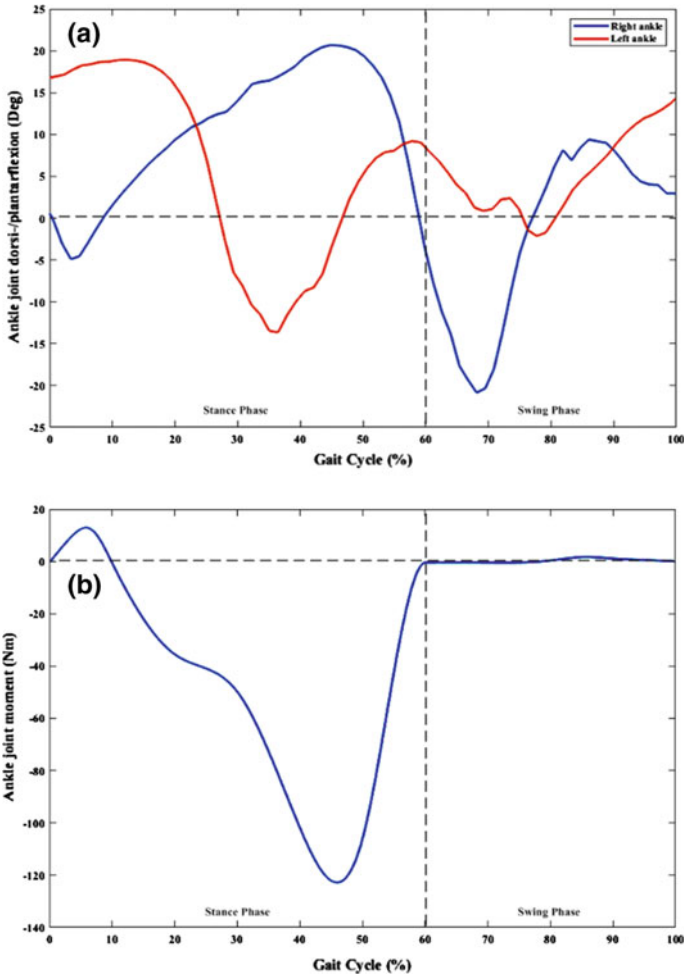 (a)
Right ankle
Left ankle
25
20
15
10
5
0
-5
-10
-15
-20
-25
Ankle joint dorsi-/plantarflexion (Deg)
Stance Phase
Swing Phase
0 10 20 30 40 50 60 70 80 90 100
Gait Cycle (%)
(b)
20
0
-20
-40
-60
-80
-100
-120
-140
Ankle joint moment (Nm)
Stance Phase
Swing Phase
0 10 20 30 40 50 60 70 80 90 100
Gait Cycle (%)